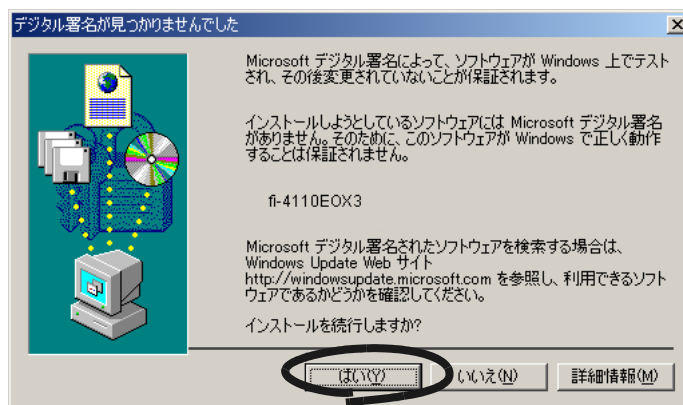 デジタル署名が見つかりませんでした
Microsoft デジタル署名によって、ソフトウェアが Windows 上でテスト
され、その後変更されていないことが保証されます。
インストールしようとしているソフトウェアには Microsoft デジタル署名
がありません。そのために、このソフトウェアが Windows で正しく動作
することは保証されません。
fi-4110EOX3
Microsoft デジタル署名されたソフトウェアを検索する場合は、
Windows Update Web サイト
http://windowsupdate.microsoft.com を参照し、利用できるソフト
ウェアであるかどうかを確認してください。
インストールを続行しますか?
はい(Y) いいえ(N) 詳細情報(M)